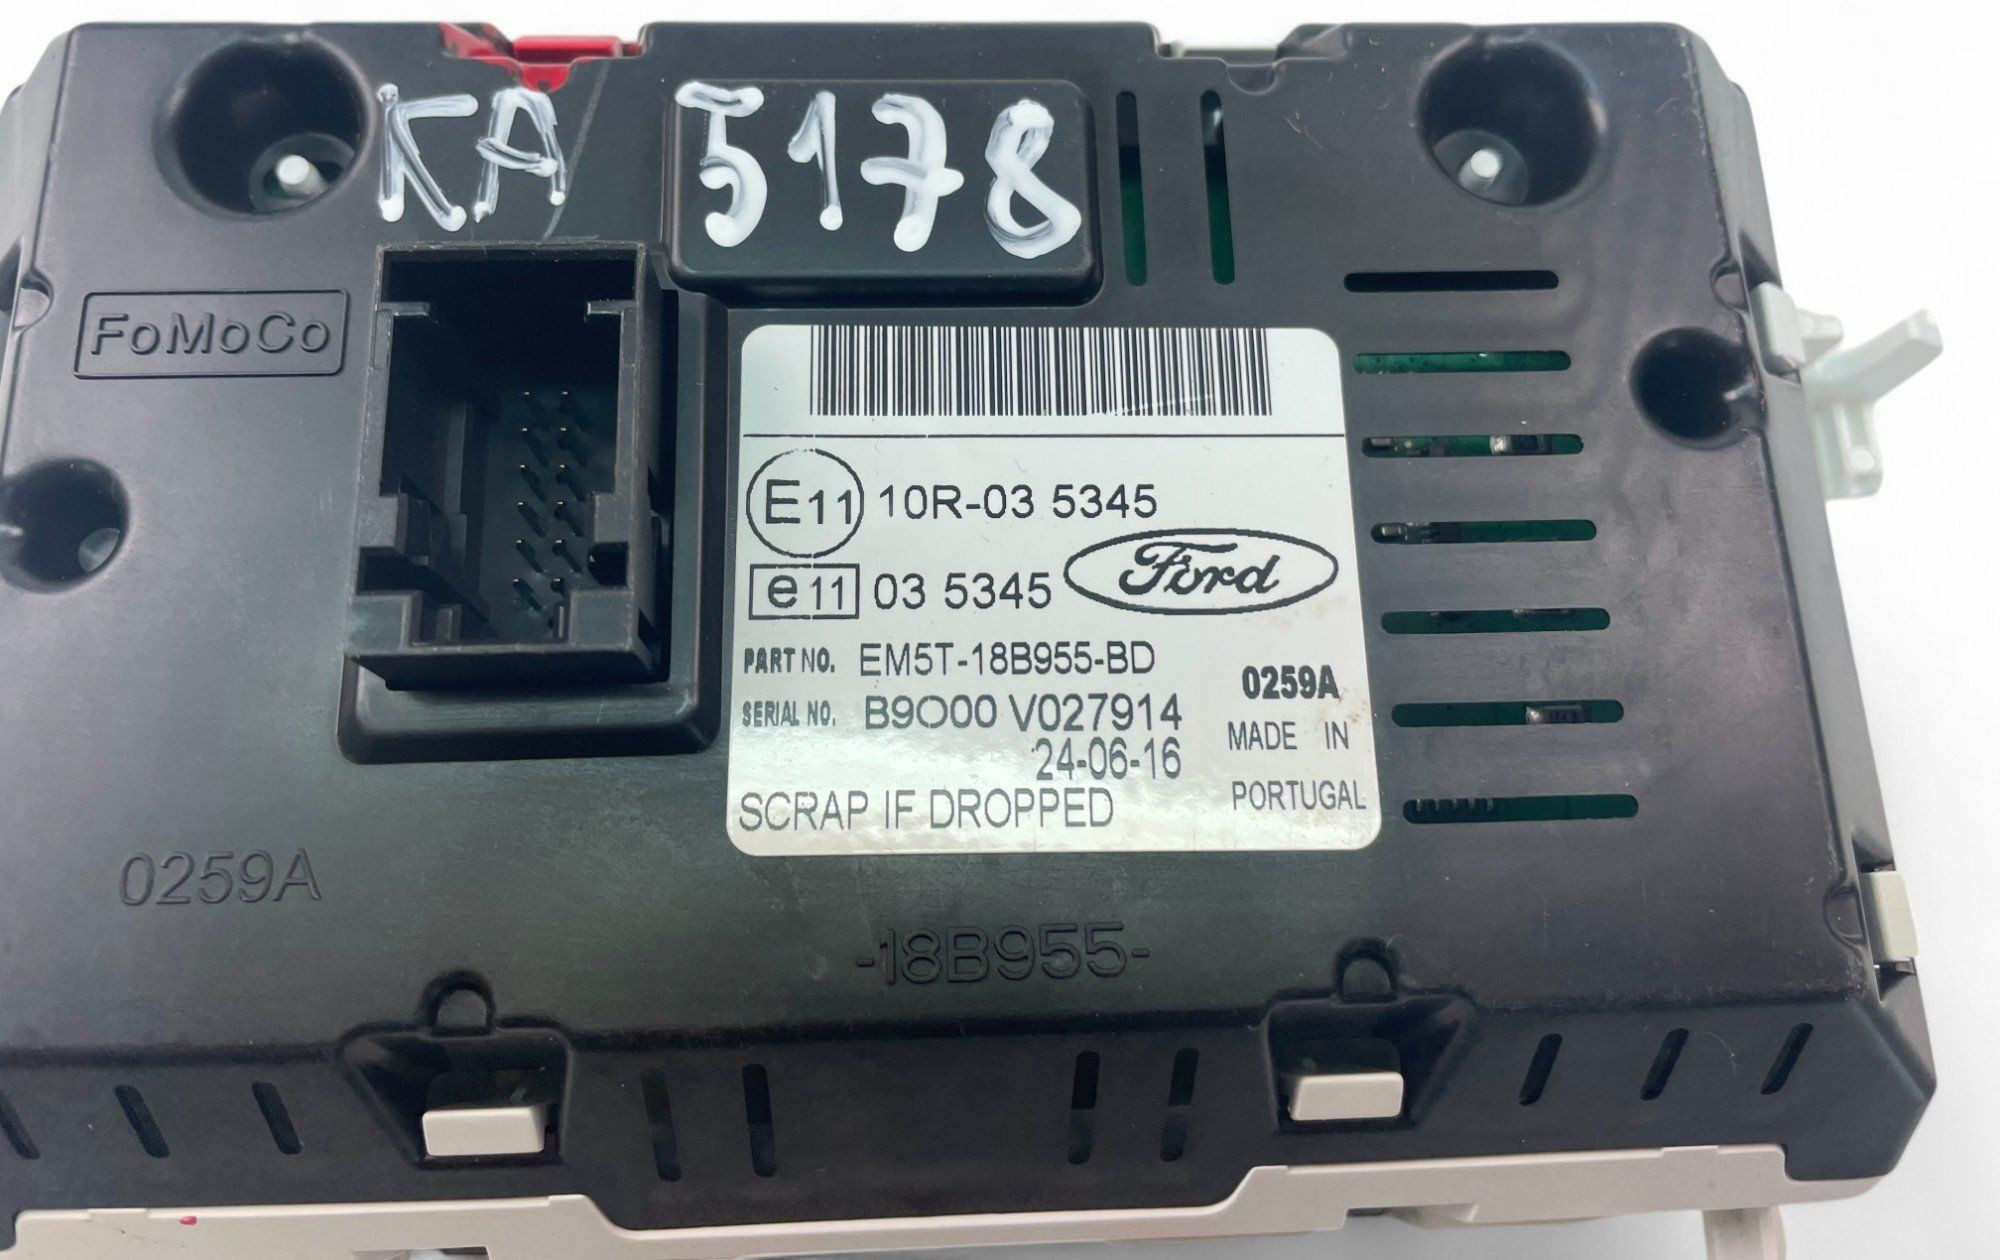 KA 5178
FoMoCo
E11 10R-03 5345
e11 03 5345 Ford
PART NO. EM5T-18B955-BD
0259A
SERIAL NO. B9O00 V027914
MADE IN
24-06-16
PORTUGAL
SCRAP IF DROPPED
0259A
-18B955-